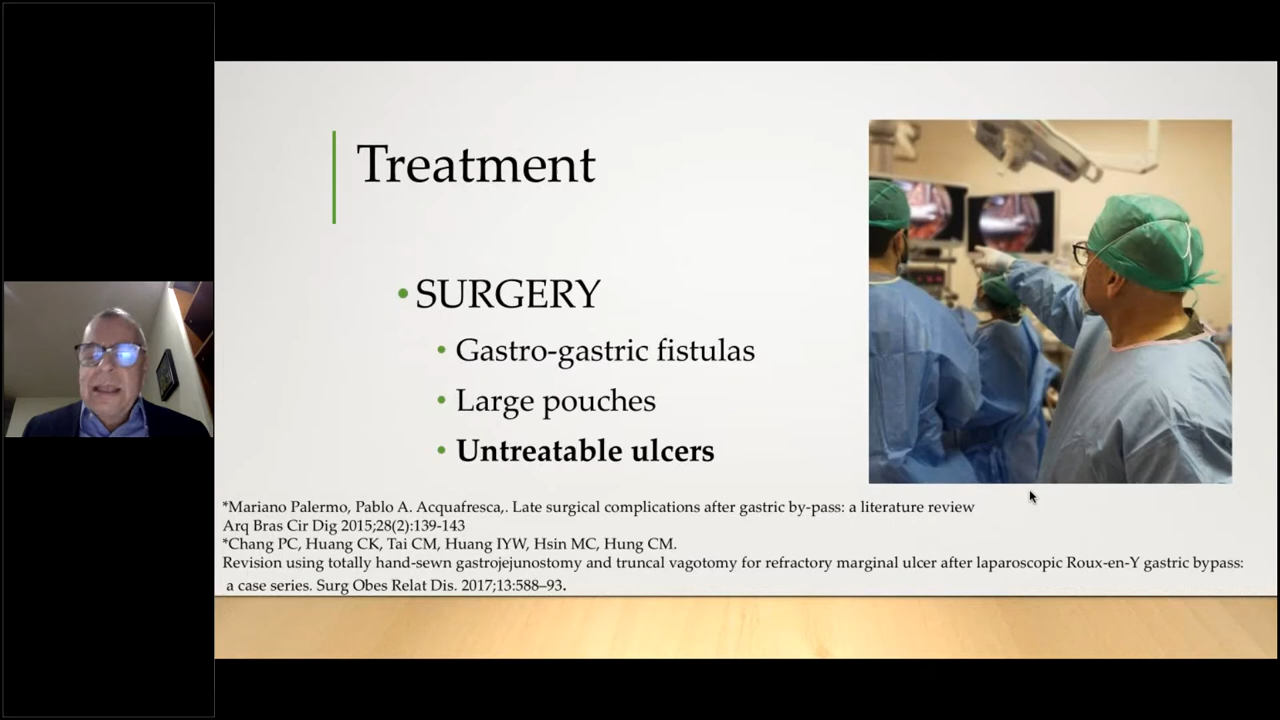 Treatment
• SURGERY
• Gastro-gastric fistulas
• Large pouches
• Untreatable ulcers
*Mariano Palermo, Pablo A. Acquafresca,. Late surgical complications after gastric by-pass: a literature review
Arq Bras Cir Dig 2015;28(2):139-143
*Chang PC, Huang CK, Tai CM, Huang IYW, Hsin MC, Hung CM.
Revision using totally hand-sewn gastrojejunostomy and truncal vagotomy for refractory marginal ulcer after laparoscopic Roux-en-Y gastric bypass:
a case series. Surg Obes Relat Dis. 2017;13:588–93.